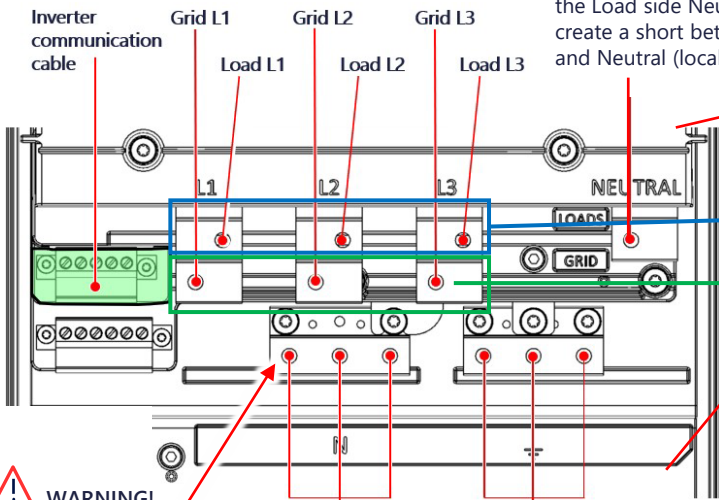 the Load side Neu
create a short bet
and Neutral (local
Inverter
communication
cable
Grid L1
Grid L2
Grid L3
Load L1
Load L2
Load L3
L1
L2
L3
NEUTRAL
LOADS
GRID
N
WARNING!